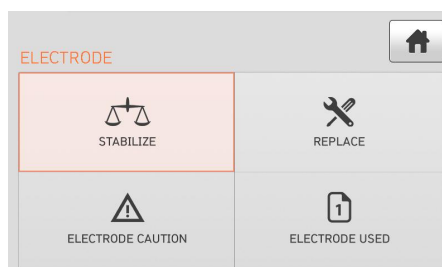 ELECTRODE
STABILIZE
REPLACE
1
ELECTRODE CAUTION
ELECTRODE USED